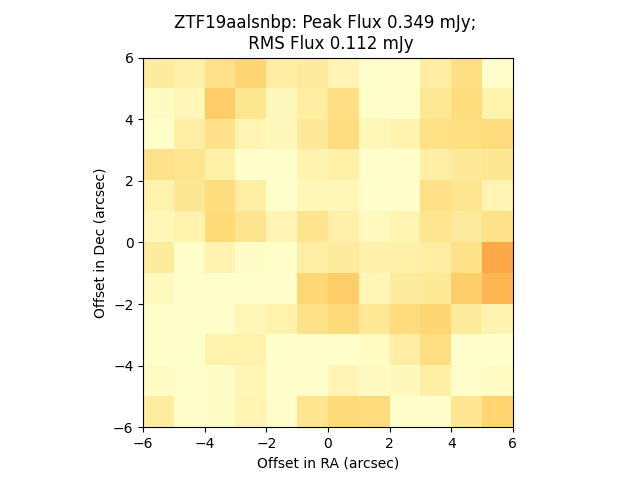 ZTF19aalsnbp: Peak Flux 0.349 mJy;
RMS Flux 0.112 mJy
6
4
2
0
−2
−4
−6
Offset in Dec (arcsec)
−6 −4 −2 0 2 4 6
Offset in RA (arcsec)